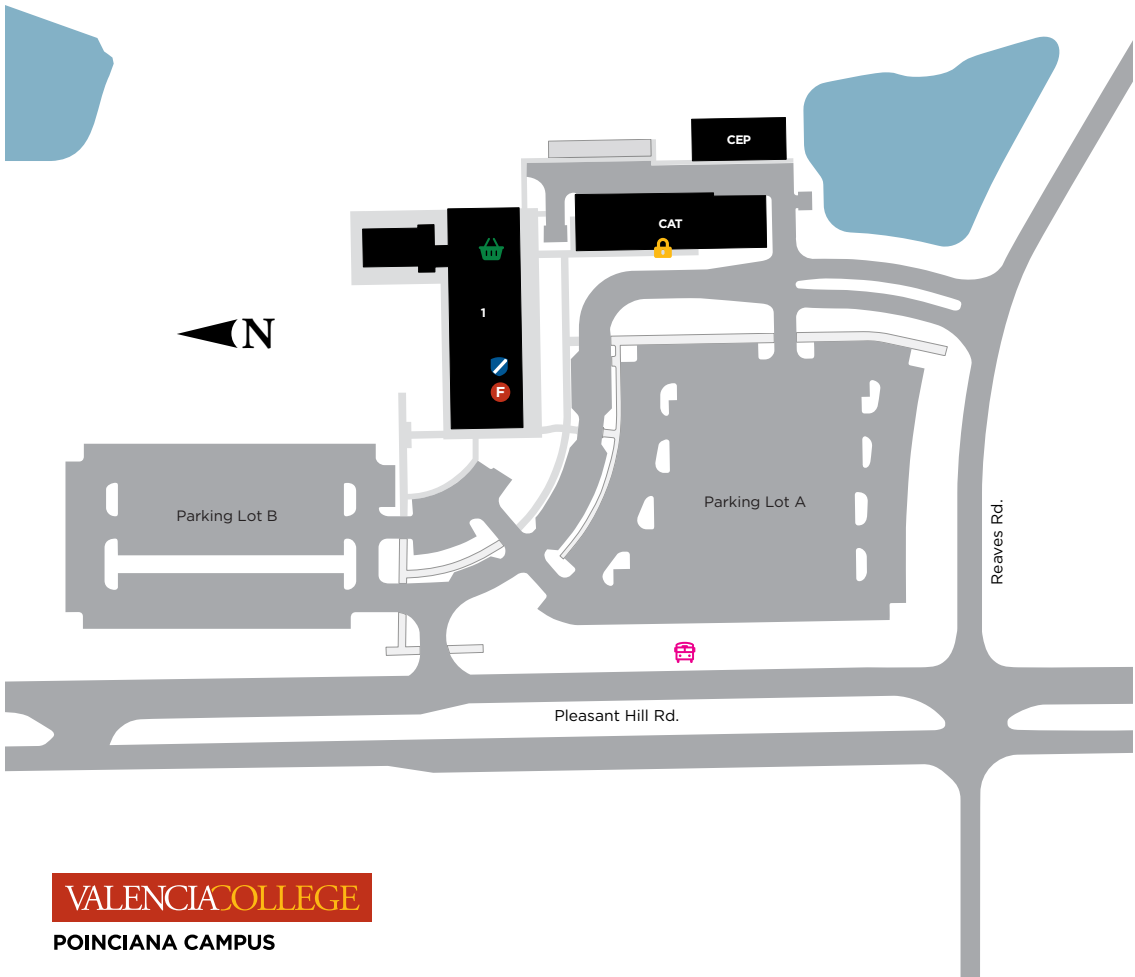 CEP
CAT
1
N
F
Parking Lot B
Parking Lot A
Reaves Rd.
Pleasant Hill Rd.
VALENCIACOLLEGE
POINCIANA CAMPUS